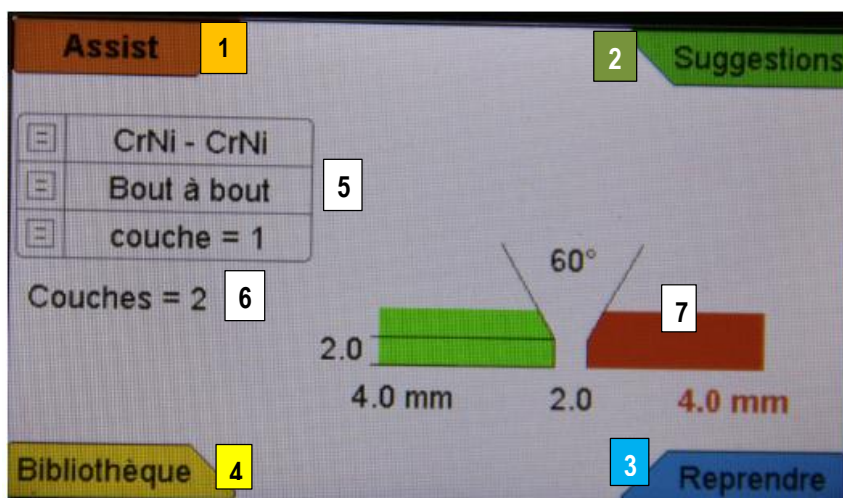 Assist 1
2 Suggestions
CrNi - CrNi
Bout à bout
5
couche = 1
Couches = 2 6
60°
7
2.0
4.0 mm 2.0 4.0 mm
Bibliothèque 4
3 Reprendre